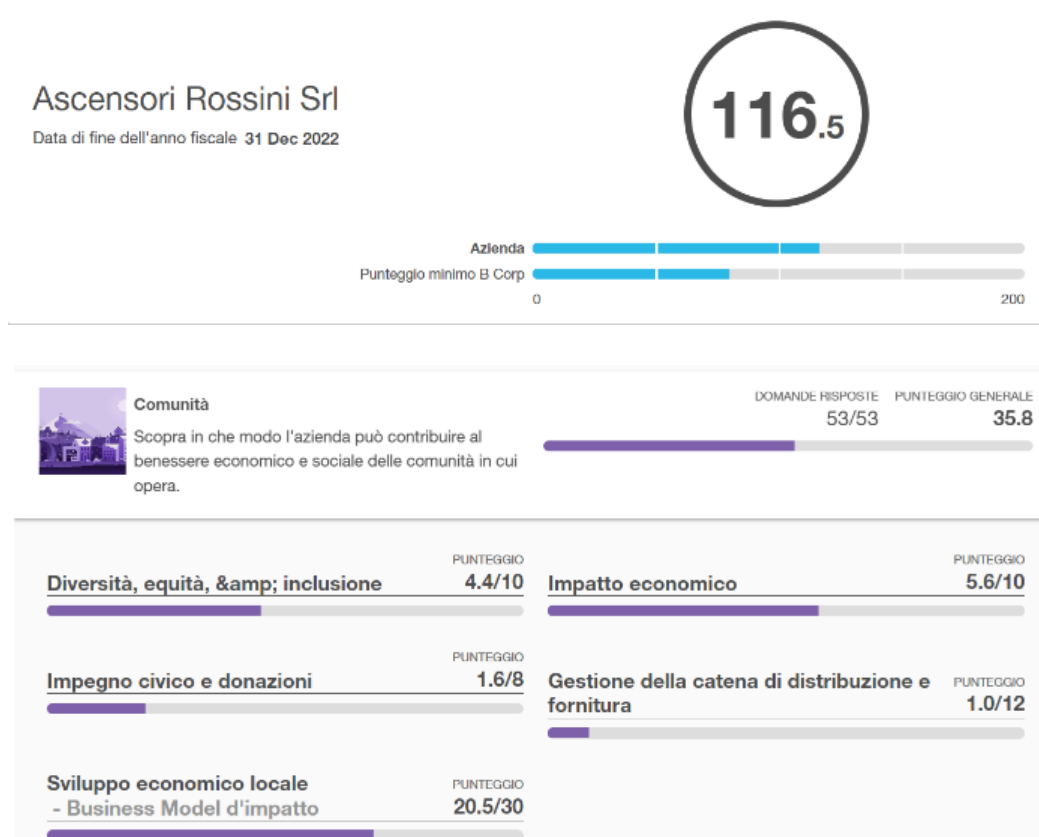 Ascensori Rossini Srl
Data di fine dell'anno fiscale 31 Dec 2022
116.5
Azienda
Punteggio minimo B Corp
0 200
Comunità
Scopra in che modo l'azienda può contribuire al
benessere economico e sociale delle comunità in cui
opera.
DOMANDE RISPOSTE PUNTEGGIO GENERALE
53/53 35.8
PUNTEGGIO
Diversità, equità, &amp; inclusione 4.4/10
PUNTEGGIO
Impatto economico 5.6/10
PUNTEGGIO
Impegno civico e donazioni 1.6/8
Gestione della catena di distribuzione e PUNTEGGIO
fornitura 1.0/12
Sviluppo economico locale PUNTEGGIO
- Business Model d'impatto 20.5/30